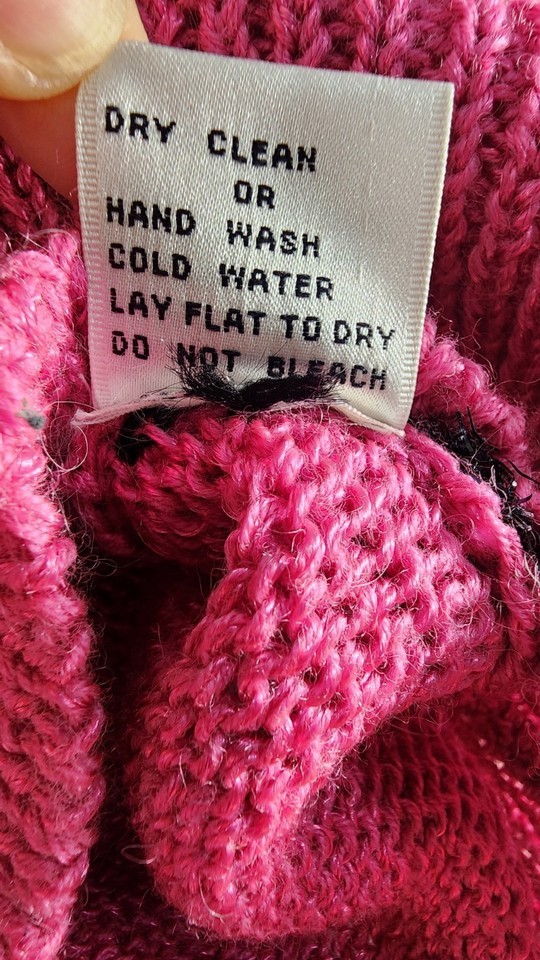 DRY CLEAN
OR
HAND WASH
COLD WATER
LAY FLAT TO DRY
DO NOT BLEACH